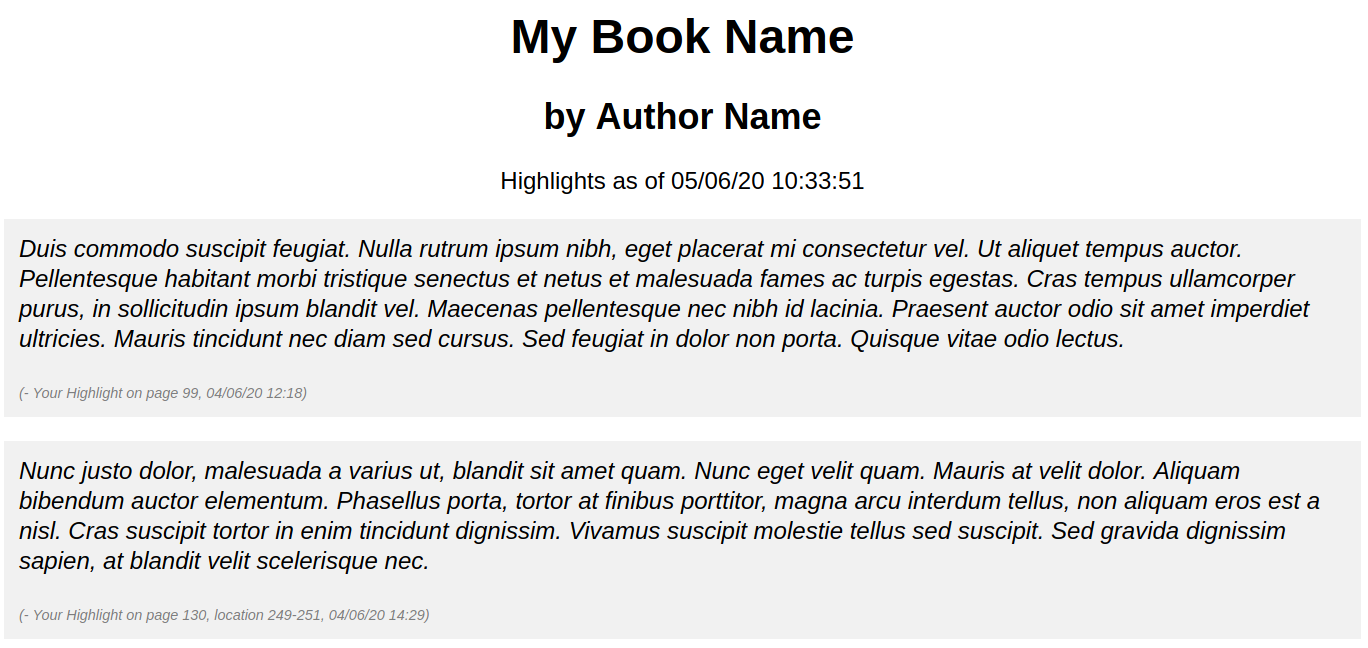 My Book Name
by Author Name
Highlights as of 05/06/20 10:33:51
Duis commodo suscipit feugiat. Nulla rutrum ipsum nibh, eget placerat mi consectetur vel. Ut aliquet tempus auctor.
Pellentesque habitant morbi tristique senectus et netus et malesuada fames ac turpis egestas. Cras tempus ullamcorper
purus, in sollicitudin ipsum blandit vel. Maecenas pellentesque nec nibh id lacinia. Praesent auctor odio sit amet imperdiet
ultricies. Mauris tincidunt nec diam sed cursus. Sed feugiat in dolor non porta. Quisque vitae odio lectus.
(- Your Highlight on page 99, 04/06/20 12:18)
Nunc justo dolor, malesuada a varius ut, blandit sit amet quam. Nunc eget velit quam. Mauris at velit dolor. Aliquam
bibendum auctor elementum. Phasellus porta, tortor at finibus porttitor, magna arcu interdum tellus, non aliquam eros est a
nisl. Cras suscipit tortor in enim tincidunt dignissim. Vivamus suscipit molestie tellus sed suscipit. Sed gravida dignissim
sapien, at blandit velit scelerisque nec.
(- Your Highlight on page 130, location 249-251, 04/06/20 14:29)